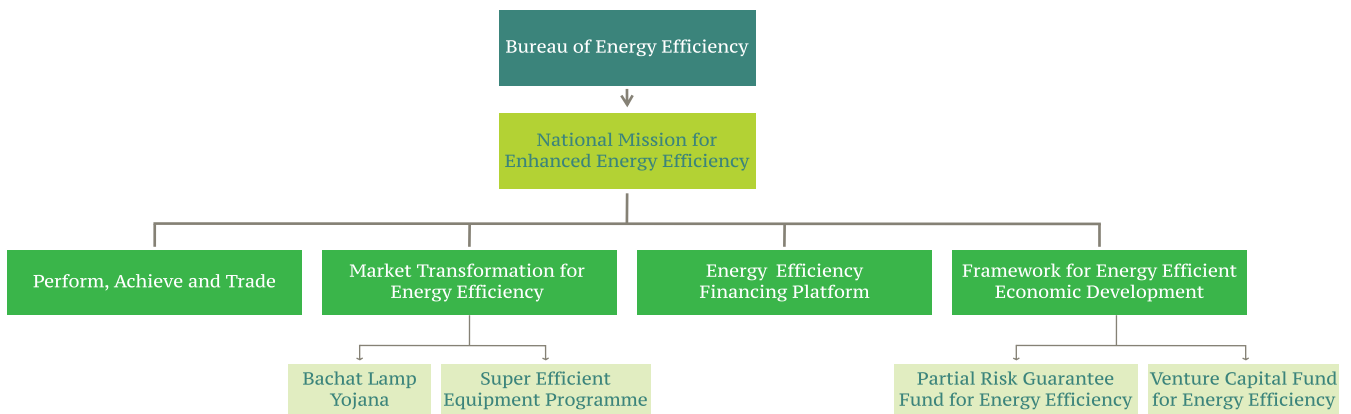 Bureau of Energy Efficiency
National Mission for
Enhanced Energy Efficiency
Perform, Achieve and Trade
Market Transformation for
Energy Efficiency
Energy Efficiency
Financing Platform
Framework for Energy Efficient
Economic Development
Bachat Lamp
Yojana
Super Efficient
Equipment Programme
Partial Risk Guarantee
Fund for Energy Efficiency
Venture Capital Fund
for Energy Efficiency